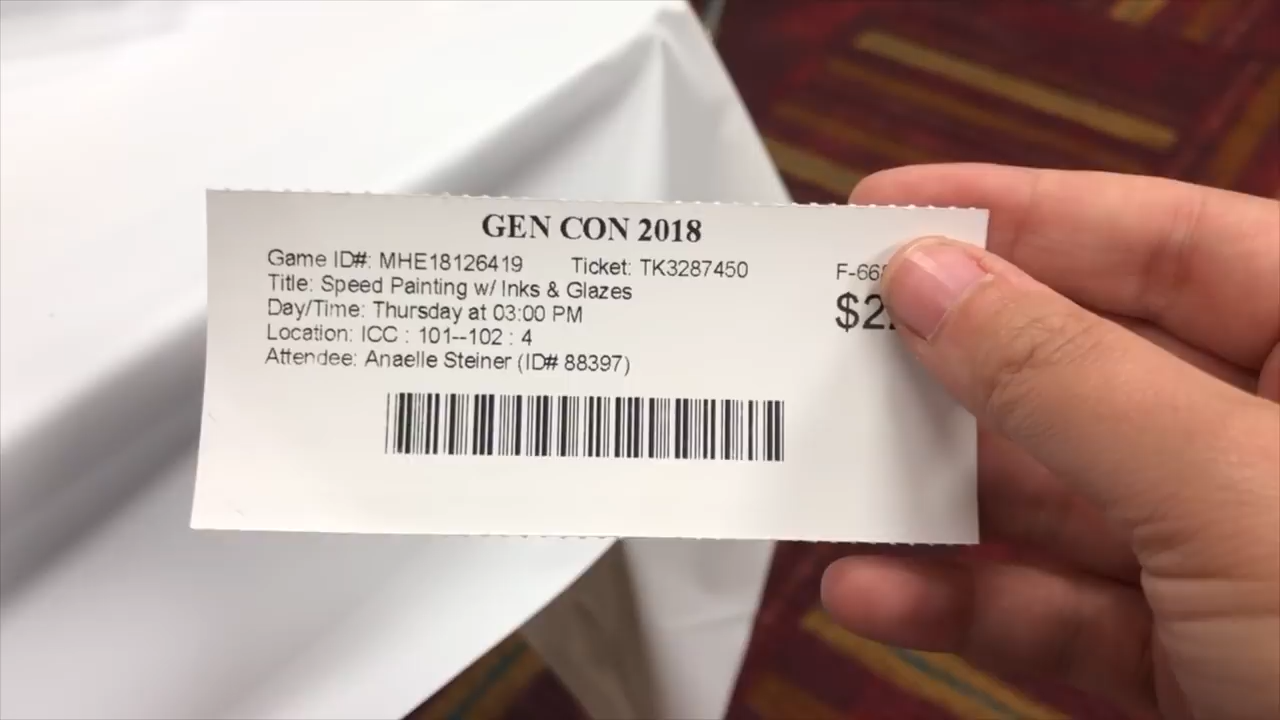 GEN CON 2018
Game ID#: MHE18126419 Ticket: TK3287450
Title: Speed Painting w/ Inks & Glazes
Day/Time: Thursday at 03:00 PM
Location: ICC : 101--102 : 4
Attendee: Anaelle Steiner (ID# 88397)